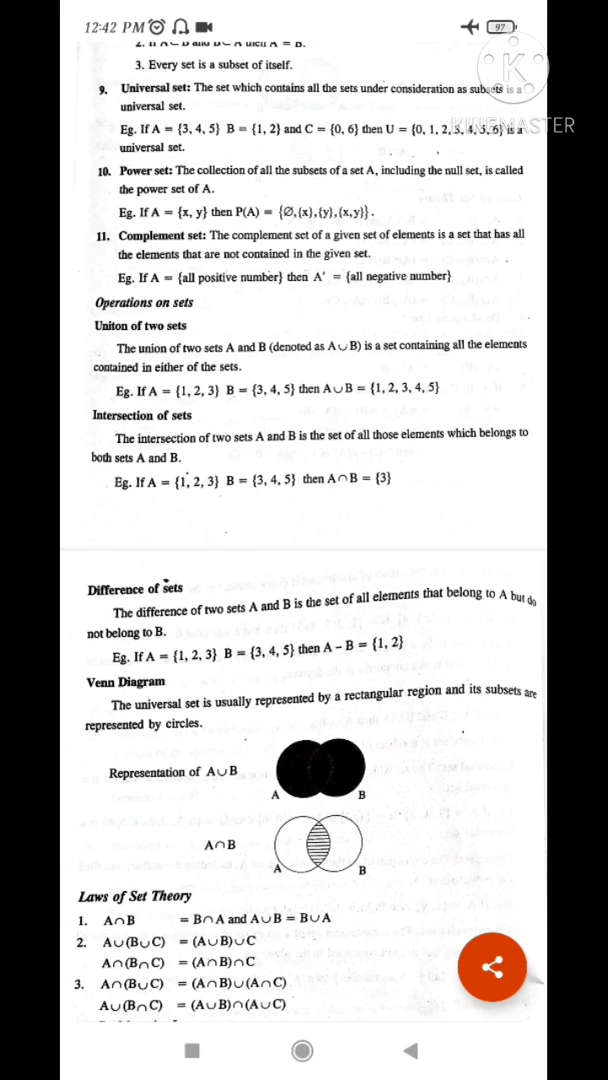 12:42 PM
97
K
KINEMASTER
3. Every set is a subset of itself.
9. Universal set: The set which contains all the sets under consideration as subsets is a
universal set.
Eg. If A = {3, 4, 5} B = {1, 2} and C = {0, 6} then U = {0, 1, 2, 3, 4, 5, 6} is a
universal set.
10. Power set: The collection of all the subsets of a set A, including the null set, is called
the power set of A.
Eg. If A = {x, y} then P(A) = {∅,{x},{y},{x,y}}.
11. Complement set: The complement set of a given set of elements is a set that has all
the elements that are not contained in the given set.
Eg. If A = {all positive number} then A′ = {all negative number}
Operations on sets
Uniton of two sets
The union of two sets A and B (denoted as A∪B) is a set containing all the elements
contained in either of the sets.
Eg. If A = {1, 2, 3} B = {3, 4, 5} then A∪B = {1, 2, 3, 4, 5}
Intersection of sets
The intersection of two sets A and B is the set of all those elements which belongs to
both sets A and B.
Eg. If A = {1, 2, 3} B = {3, 4, 5} then A∩B = {3}
Difference of sets
The difference of two sets A and B is the set of all elements that belong to A but do
not belong to B.
Eg. If A = {1, 2, 3} B = {3, 4, 5} then A – B = {1, 2}
Venn Diagram
The universal set is usually represented by a rectangular region and its subsets are
represented by circles.
Representation of A∪B
A B
A∩B
A B
Laws of Set Theory
1. A∩B = B∩A and A∪B = B∪A
2. A∪(B∪C) = (A∪B)∪C
A∩(B∩C) = (A∩B)∩C
3. A∩(B∪C) = (A∩B)∪(A∩C)
A∪(B∩C) = (A∪B)∩(A∪C)